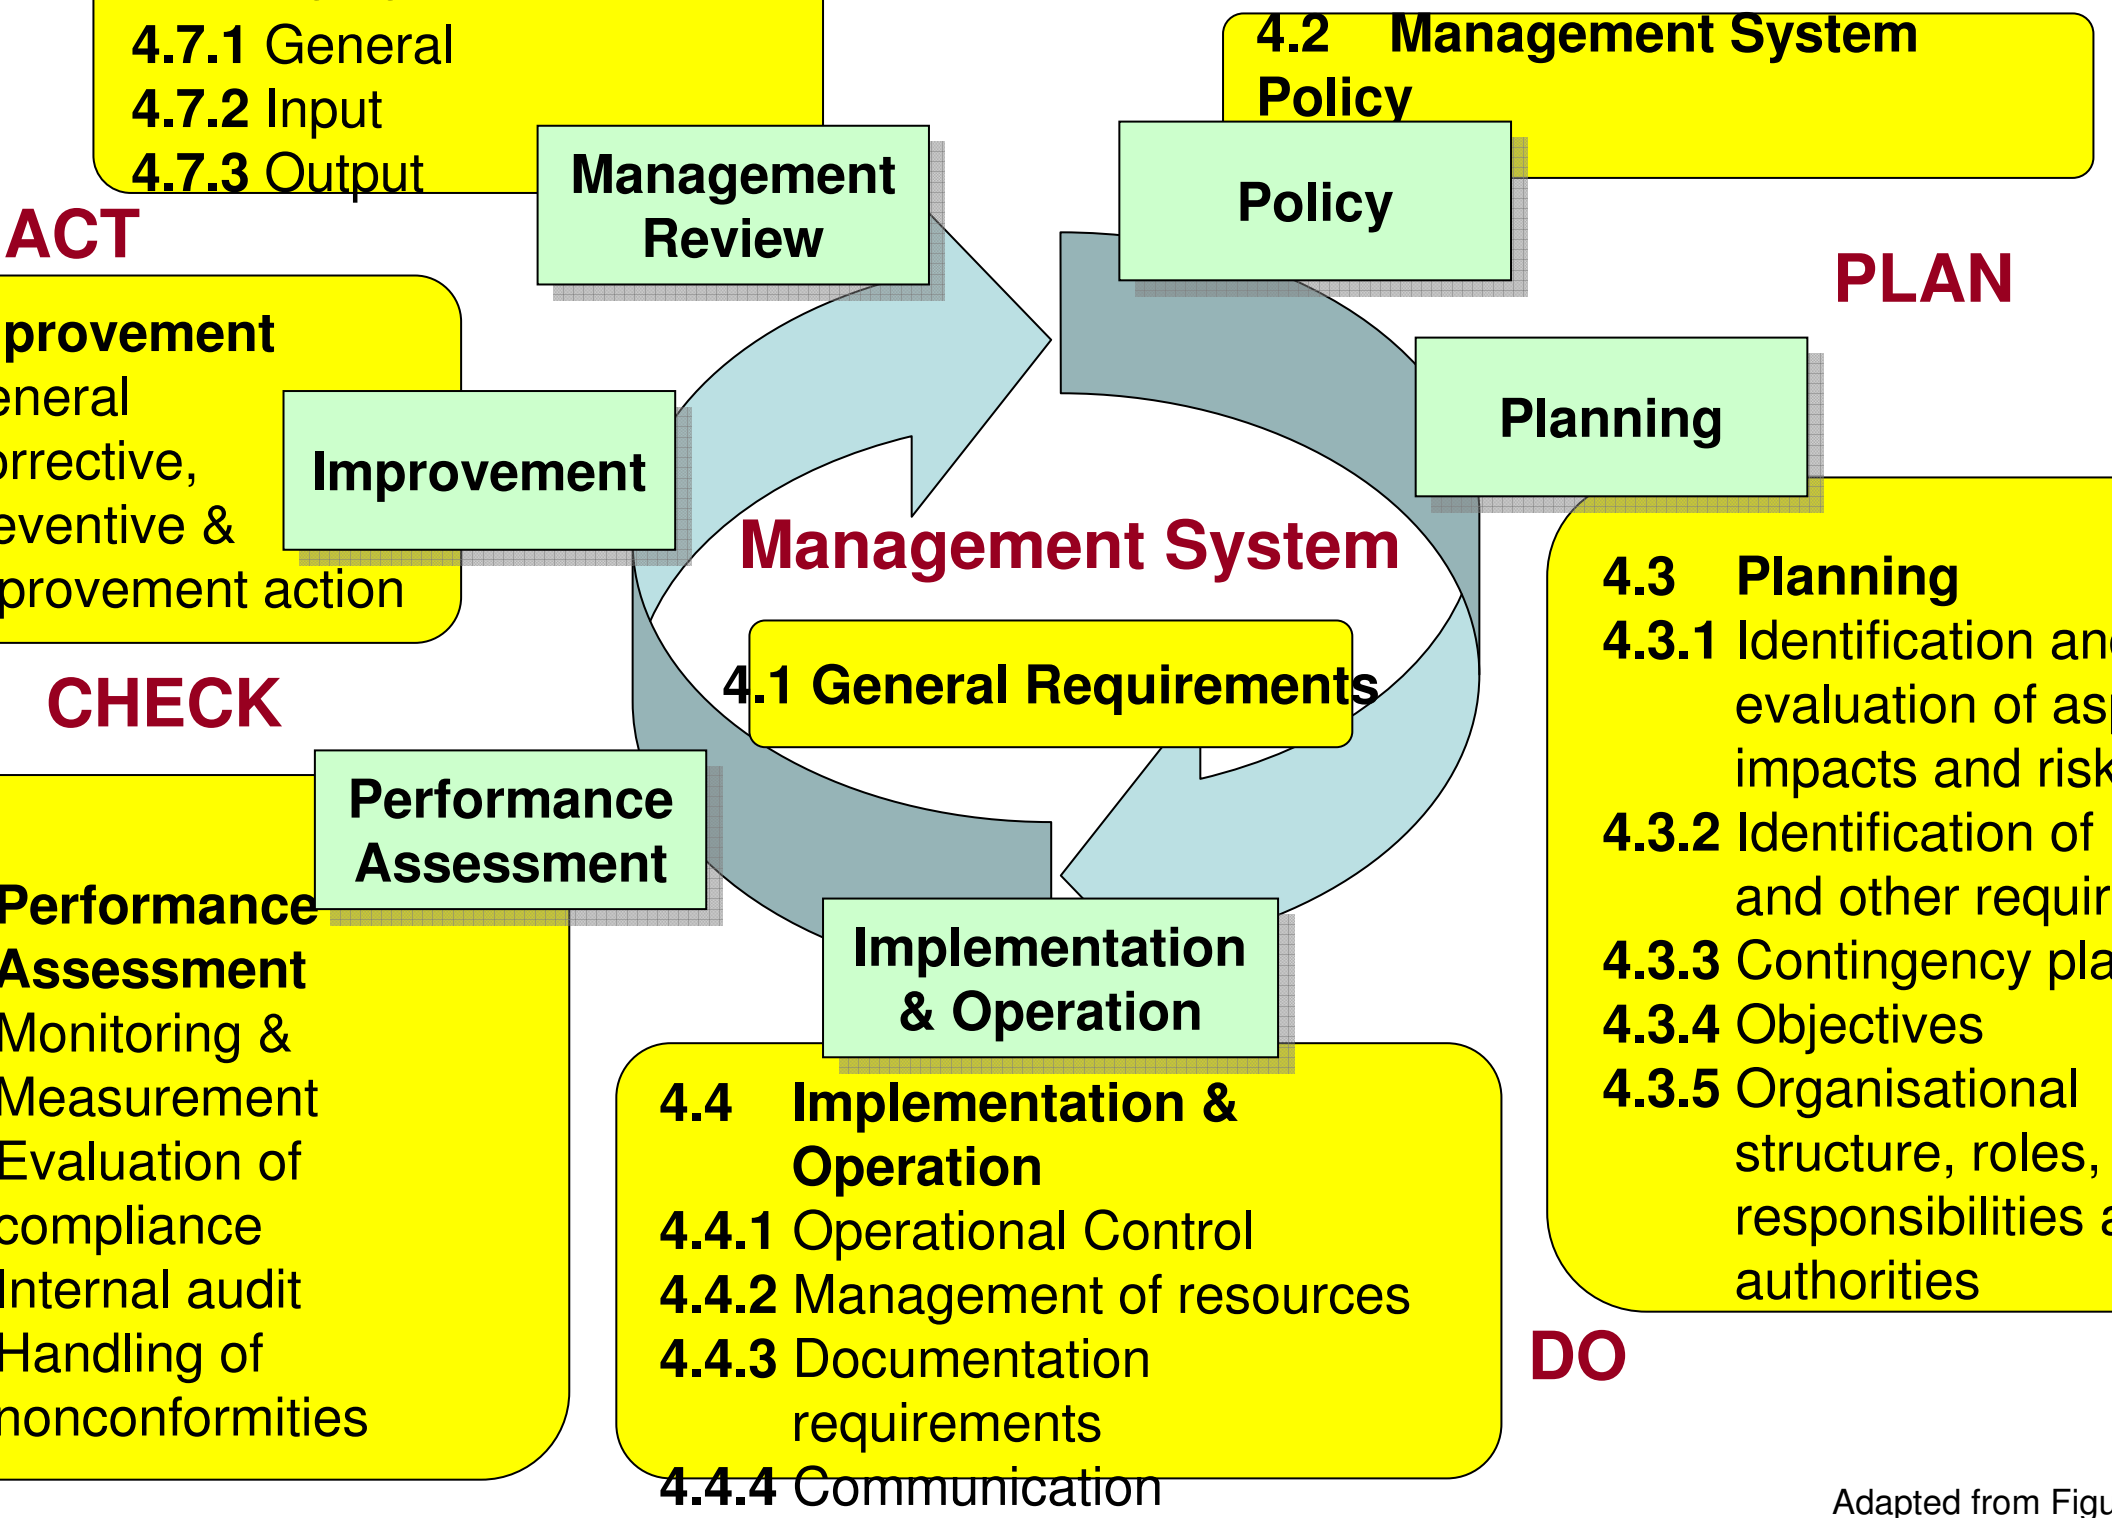 4.7.1 General
4.7.2 Input
4.7.3 Output
Management
Review
4.2 Management System
Policy
Policy
ACT
PLAN
provement
eneral
orrective,
eventive &
provement action
Improvement
Planning
Management System
4.1 General Requirements
CHECK
Performance
Assessment
Performance
Assessment
Monitoring &
Measurement
Evaluation of
compliance
Internal audit
Handling of
nonconformities
Implementation
& Operation
4.4 Implementation &
Operation
4.4.1 Operational Control
4.4.2 Management of resources
4.4.3 Documentation
requirements
4.4.4 Communication
4.3 Planning
4.3.1 Identification an
evaluation of as
impacts and risk
4.3.2 Identification of
and other requir
4.3.3 Contingency pla
4.3.4 Objectives
4.3.5 Organisational
structure, roles,
responsibilities a
authorities
DO
Adapted from Figu